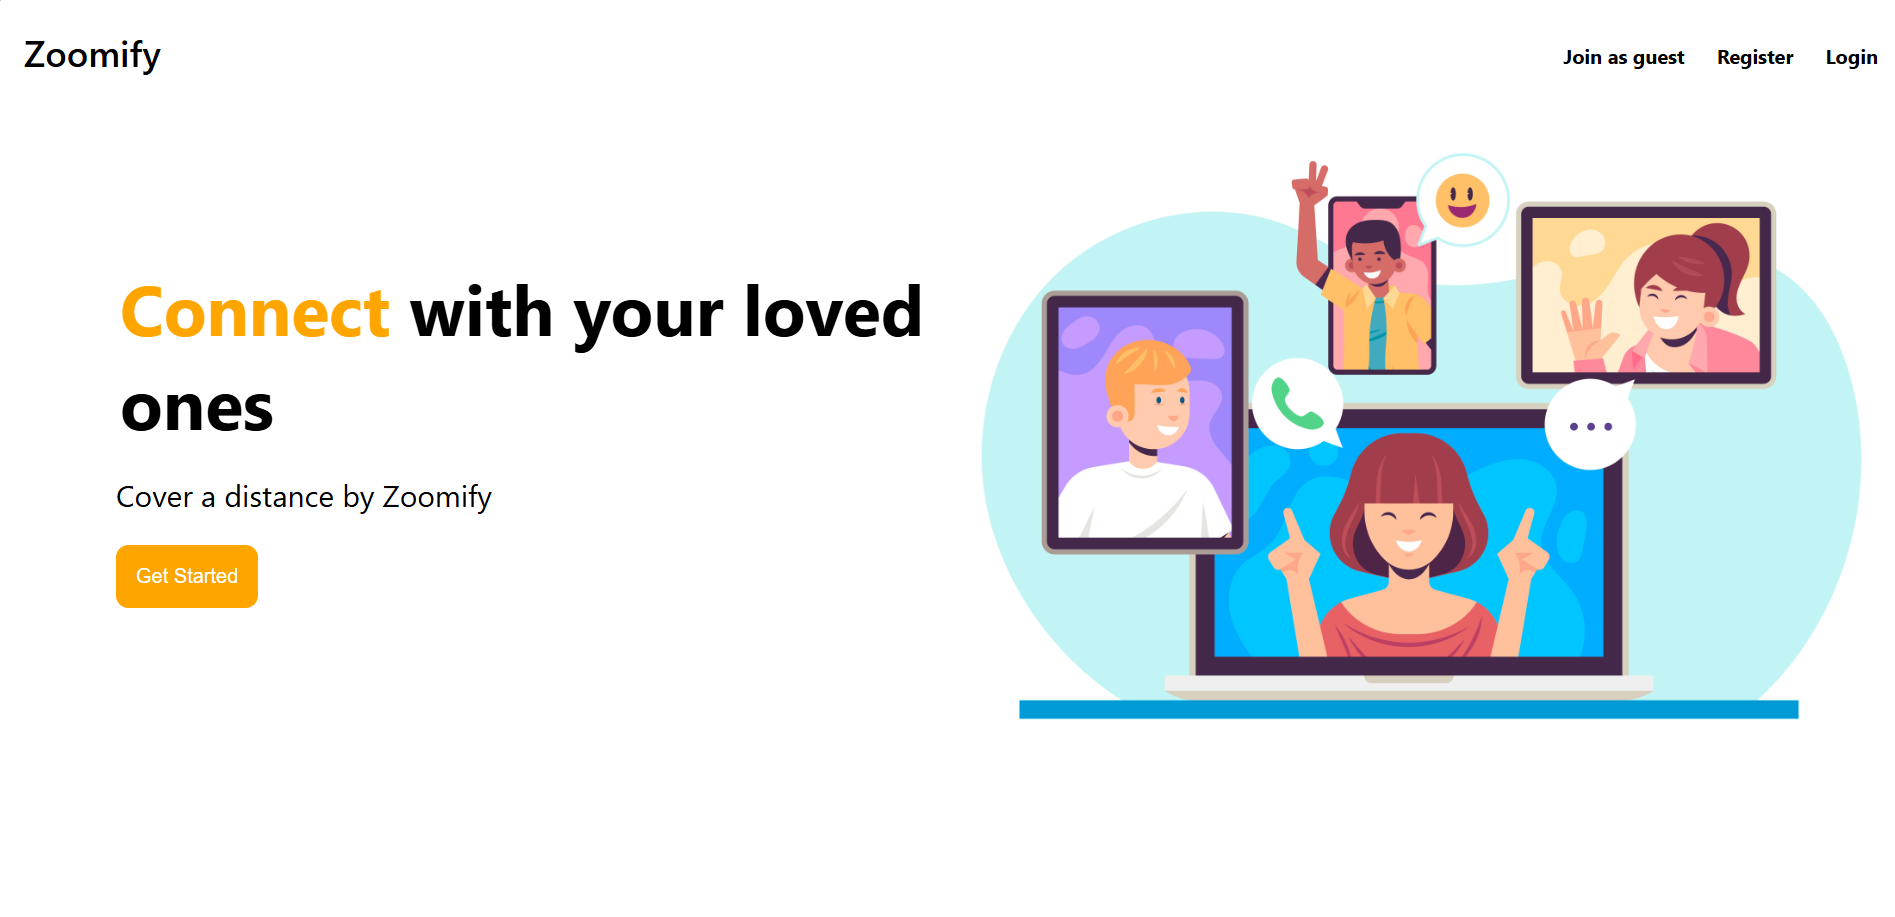 Zoomify
Join as guest Register Login
Connect with your loved
ones
Cover a distance by Zoomify
Get Started